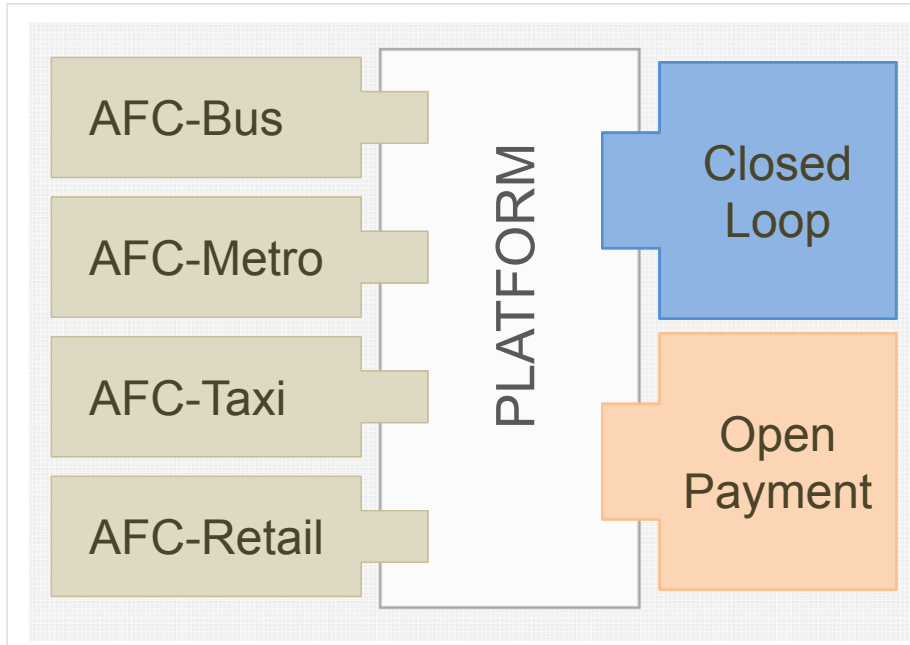 AFC-Bus
AFC-Metro
AFC-Taxi
AFC-Retail
PLATFORM
Closed
Loop
Open
Payment